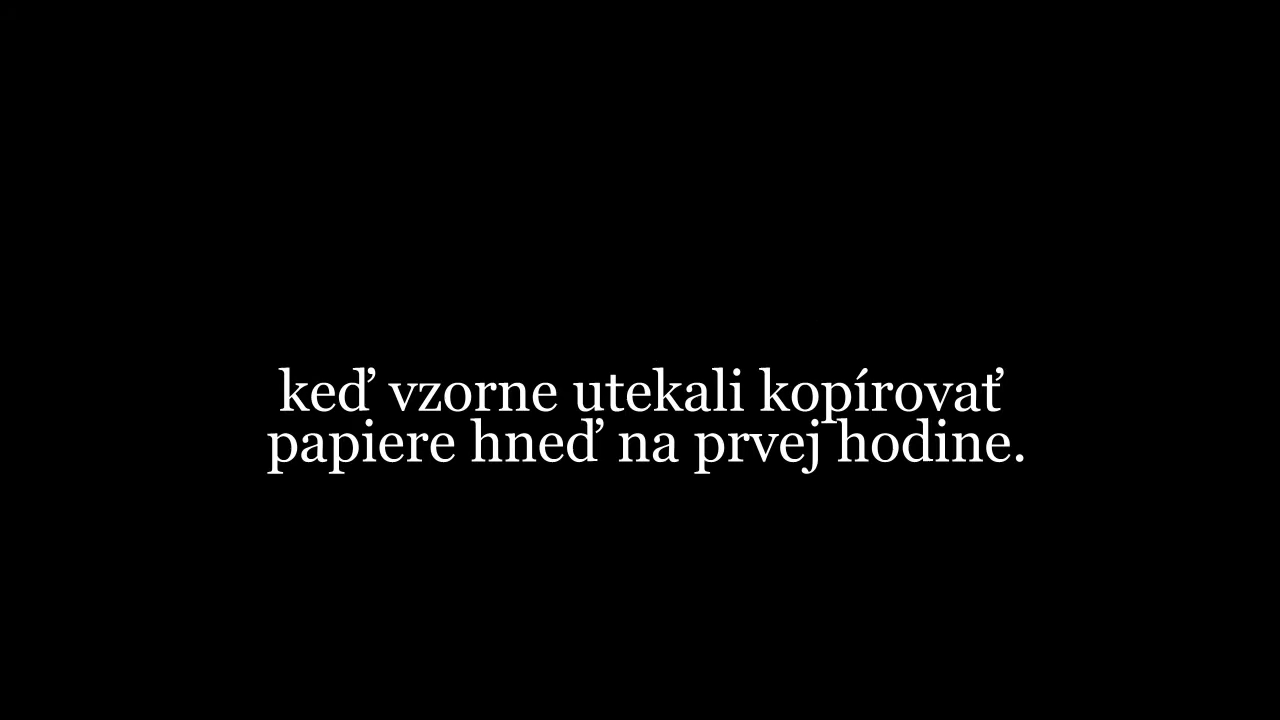 keď vzorne utekali kopírovať
papiere hneď na prvej hodine.